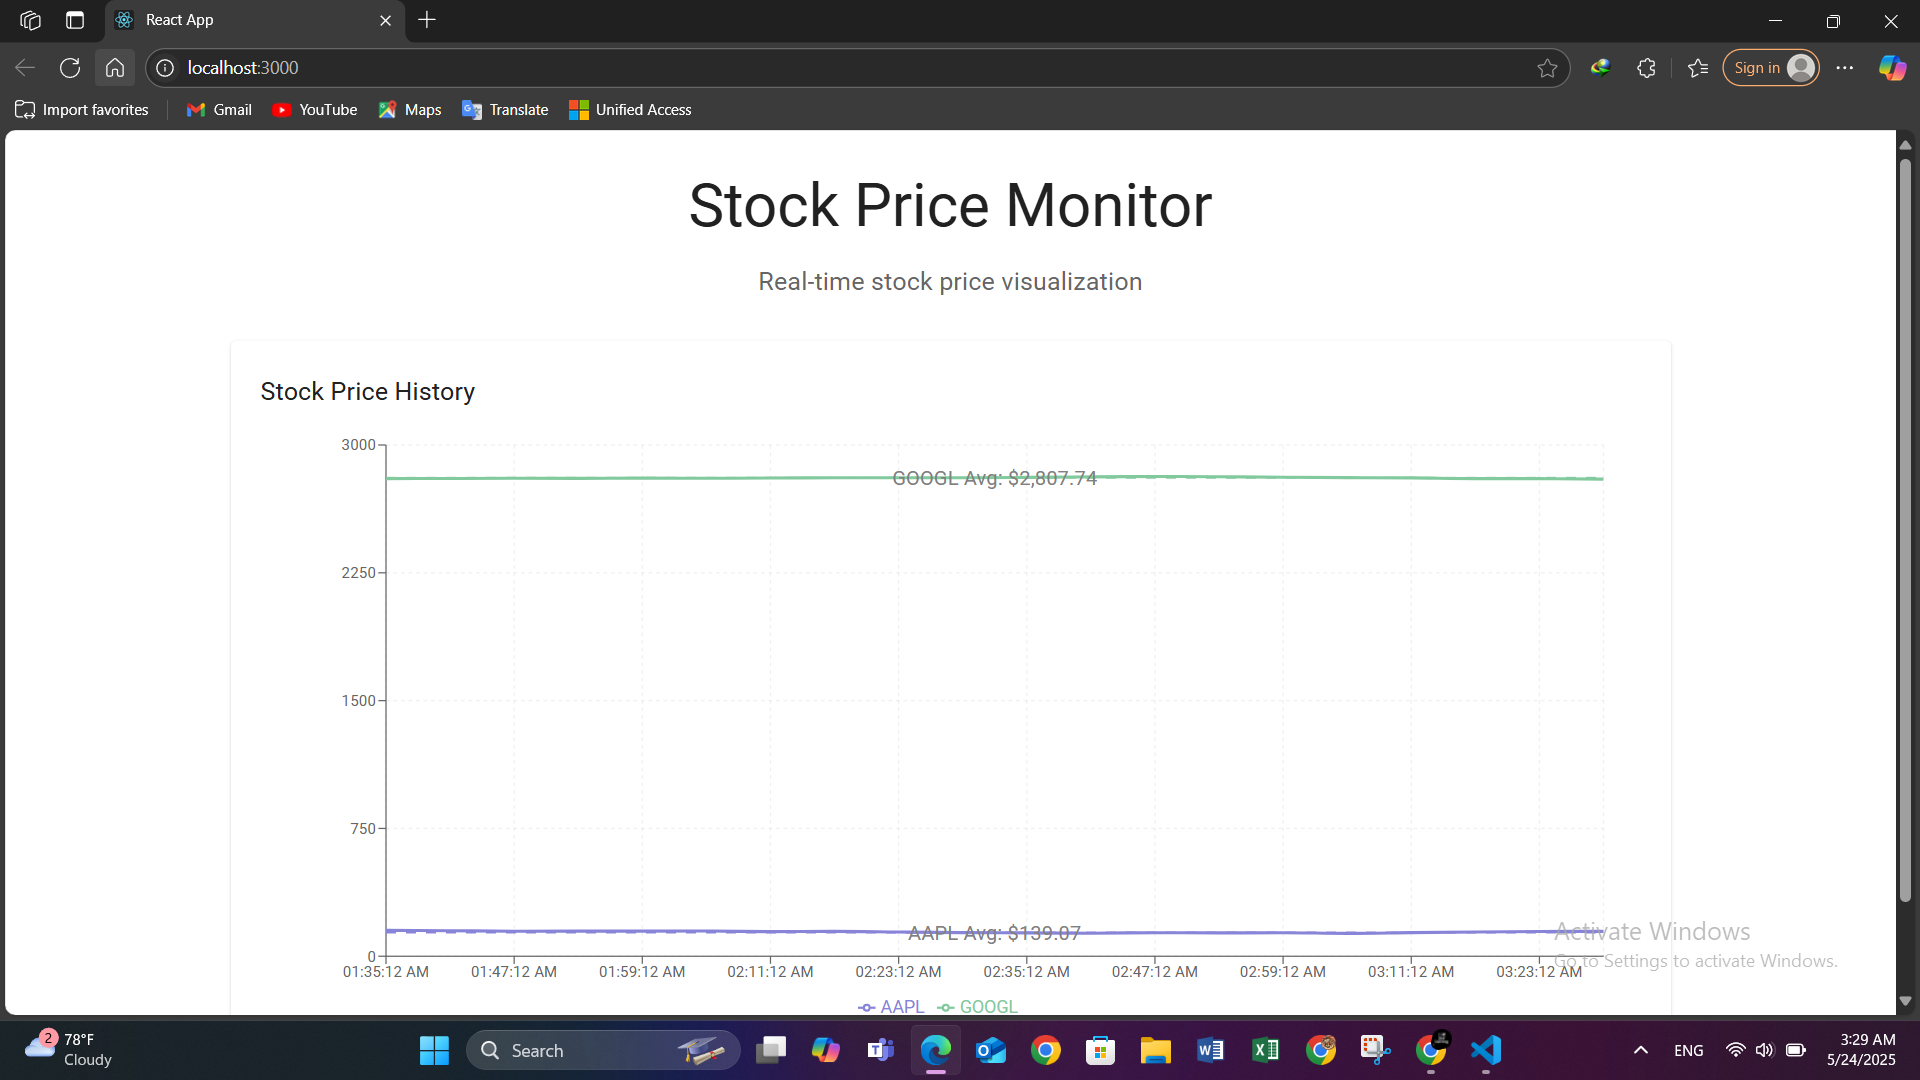 React App
localhost:3000
Sign in
Import favorites
Gmail
YouTube
Maps
Translate
Unified Access
Stock Price Monitor
Real-time stock price visualization
Stock Price History
3000
GOOGL Avg: $2,807.74
2250
1500
750
AAPL Avg: $139.07
0
01:35:12 AM 01:47:12 AM 01:59:12 AM 02:11:12 AM 02:23:12 AM 02:35:12 AM 02:47:12 AM 02:59:12 AM 03:11:12 AM 03:23:12 AM
AAPL GOOGL
Activate Windows
Go to Settings to activate Windows.
2
78°F
Cloudy
Search
ENG
3:29 AM
5/24/2025